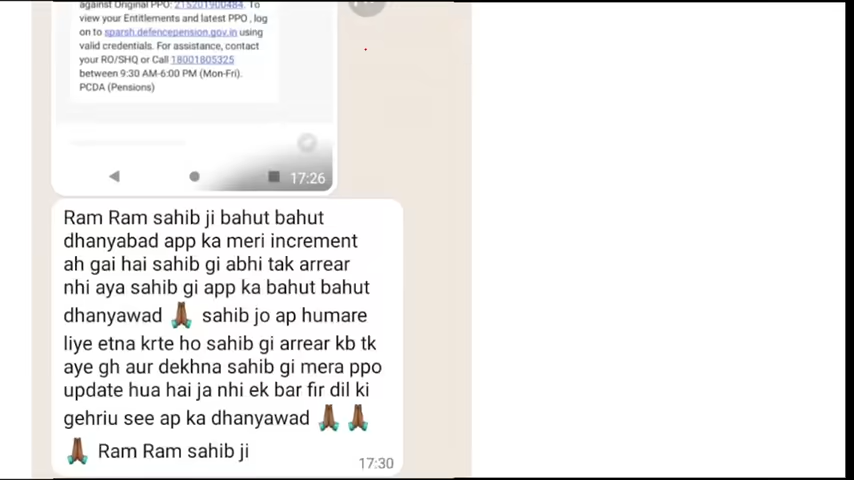 against Original PPO: 215201900484. To
view your Entitlements and latest PPO , log
on to sparsh.defencepension.gov.in using
valid credentials. For assistance, contact
your RO/SHQ or Call 18001805325
between 9:30 AM-6:00 PM (Mon-Fri).
PCDA (Pensions)
17:26
Ram Ram sahib ji bahut bahut
dhanyabad app ka meri increment
ah gai hai sahib gi abhi tak arrear
nhi aya sahib gi app ka bahut bahut
dhanyawad 🙏🏾 sahib jo ap humare
liye etna krte ho sahib gi arrear kb tk
aye gh aur dekhna sahib gi mera ppo
update hua hai ja nhi ek bar fir dil ki
gehriu see ap ka dhanyawad 🙏🏾 🙏🏾
🙏🏾 Ram Ram sahib ji
17:30